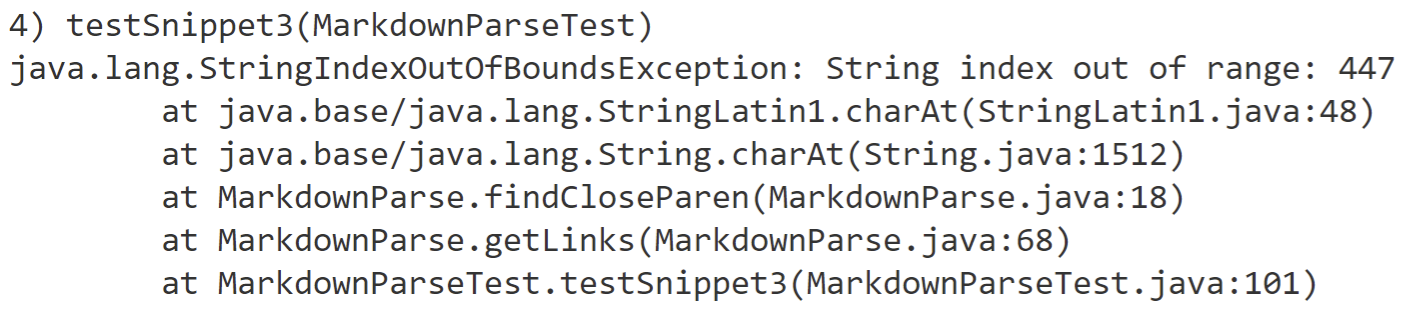 4) testSnippet3(MarkdownParseTest)
java.lang.StringIndexOutOfBoundsException: String index out of range: 447
        at java.base/java.lang.StringLatin1.charAt(StringLatin1.java:48)
        at java.base/java.lang.String.charAt(String.java:1512)
        at MarkdownParse.findCloseParen(MarkdownParse.java:18)
        at MarkdownParse.getLinks(MarkdownParse.java:68)
        at MarkdownParseTest.testSnippet3(MarkdownParseTest.java:101)